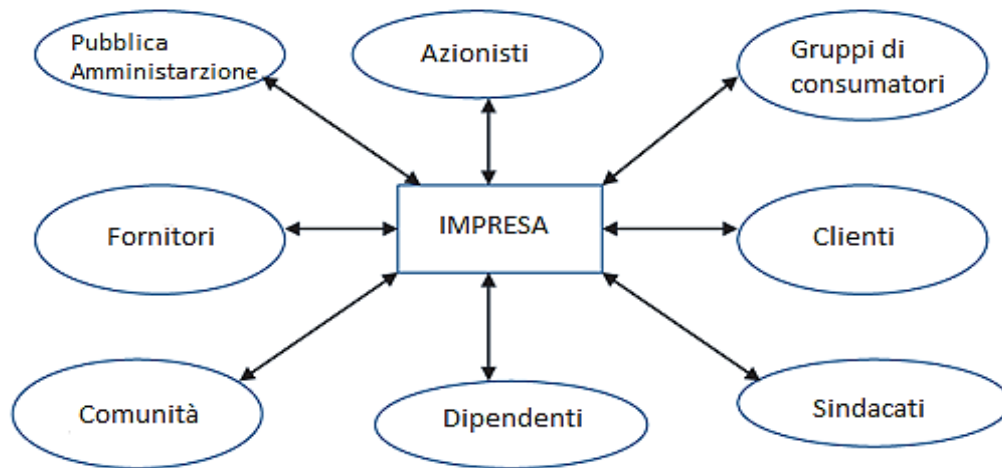 Pubblica
Amministarzione
Azionisti
Gruppi di
consumatori
Fornitori
IMPRESA
Clienti
Comunità
Dipendenti
Sindacati